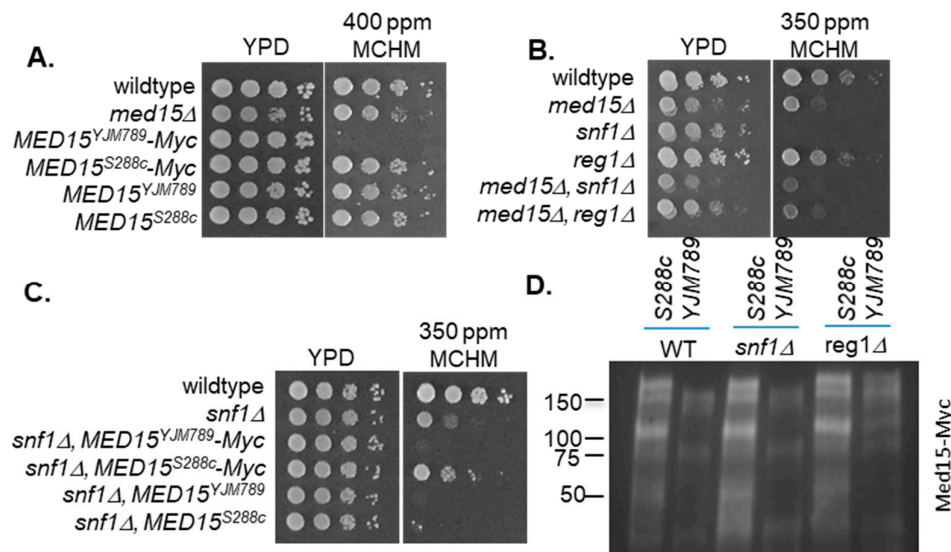 A.
YPD
400 ppm
MCHM
wildtype
med15Δ
MED15YJM789-Myc
MED15S288c-Myc
MED15YJM789
MED15S288c
B.
YPD
350 ppm
MCHM
wildtype
med15Δ
snf1Δ
reg1Δ
med15Δ, snf1Δ
med15Δ, reg1Δ
C.
YPD
350 ppm
MCHM
wildtype
snf1Δ
snf1Δ, MED15YJM789-Myc
snf1Δ, MED15S288c-Myc
snf1Δ, MED15YJM789
snf1Δ, MED15S288c
D.
S288c
YJM789
S288c
YJM789
S288c
YJM789
WT
snf1Δ
reg1Δ
150
100
75
50
Med15-Myc